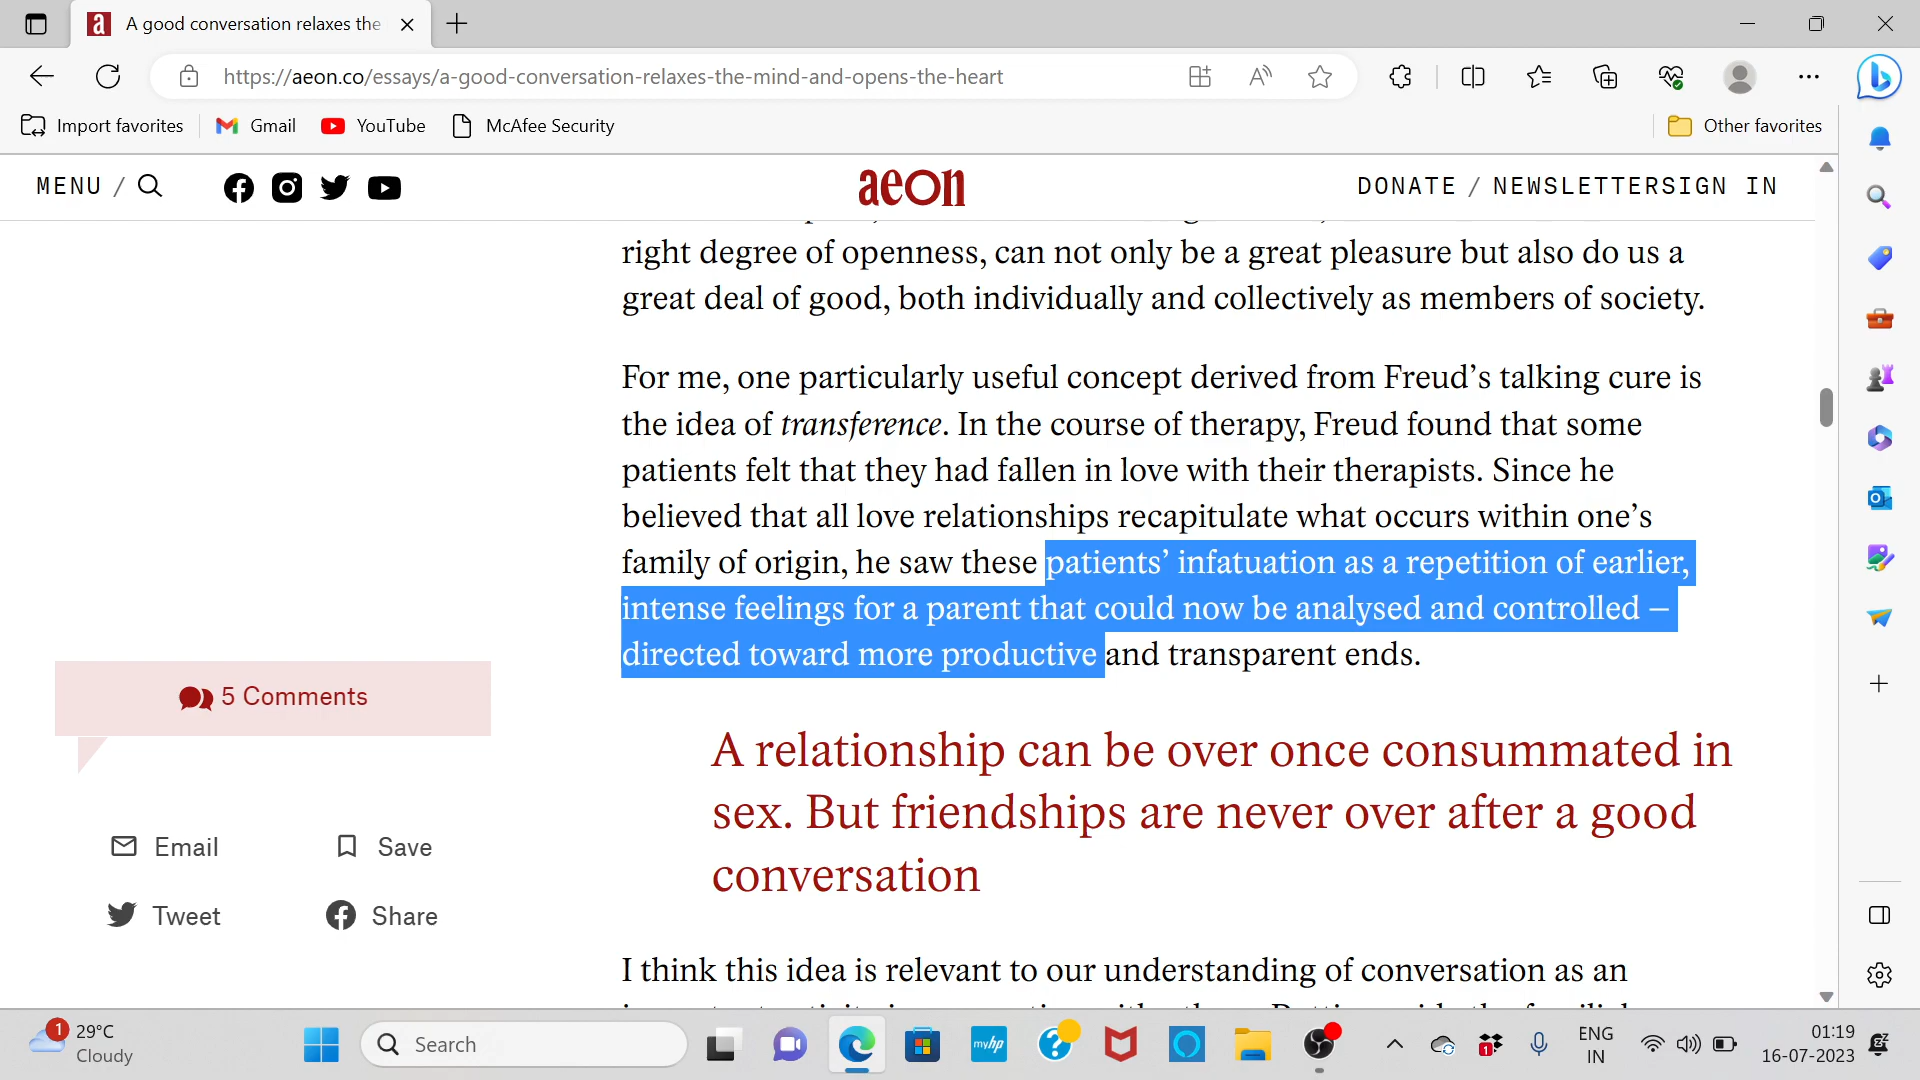 A good conversation relaxes the
https://aeon.co/essays/a-good-conversation-relaxes-the-mind-and-opens-the-heart
Import favorites
Gmail
YouTube
McAfee Security
Other favorites
MENU /
aeon
DONATE / NEWSLETTERSIGN IN
right degree of openness, can not only be a great pleasure but also do us a
great deal of good, both individually and collectively as members of society.
For me, one particularly useful concept derived from Freud’s talking cure is
the idea of transference. In the course of therapy, Freud found that some
patients felt that they had fallen in love with their therapists. Since he
believed that all love relationships recapitulate what occurs within one’s
family of origin, he saw these patients’ infatuation as a repetition of earlier,
intense feelings for a parent that could now be analysed and controlled –
directed toward more productive and transparent ends.
5 Comments
A relationship can be over once consummated in
sex. But friendships are never over after a good
conversation
Email
Save
Tweet
Share
I think this idea is relevant to our understanding of conversation as an
1
29°C
Cloudy
Search
myhp
1
ENG
IN
01:19
16-07-2023